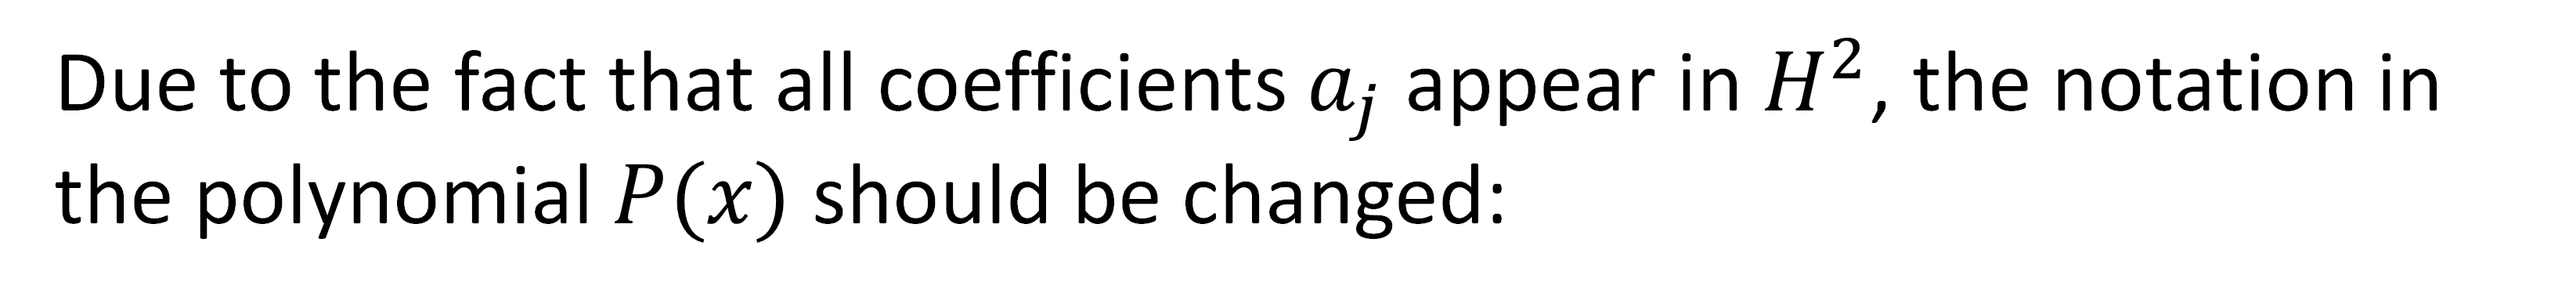 Due to the fact that all coefficients $a_j$ appear in $H^2$, the notation in
the polynomial $P(x)$ should be changed: